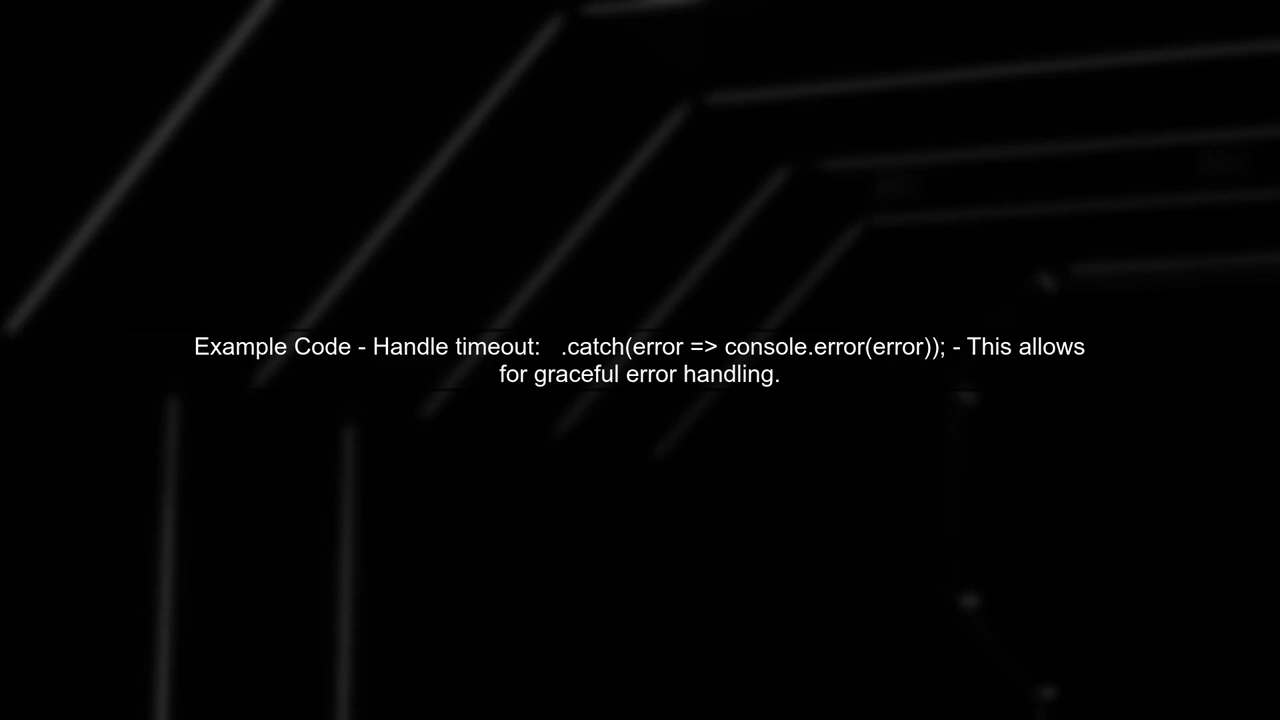 Example Code - Handle timeout:   .catch(error => console.error(error)); - This allows
for graceful error handling.